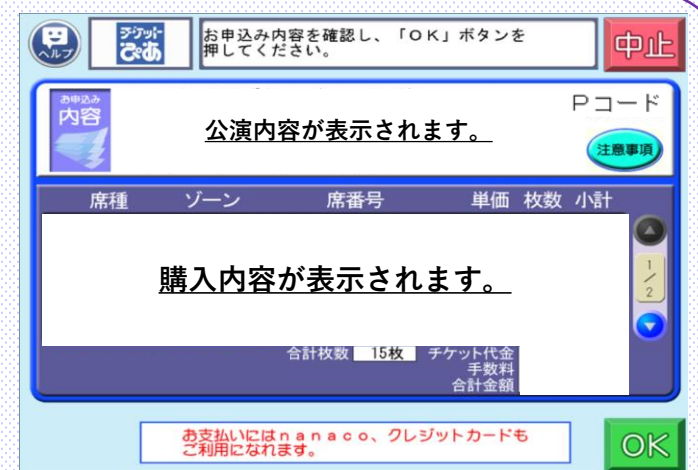 ヘルプ
チケットぴあ
お申込み内容を確認し、「ＯＫ」ボタンを
押してください。
中止
お申込み
内容
公演内容が表示されます。
Ｐコード
注意事項
席種 ゾーン 席番号 単価 枚数 小計
購入内容が表示されます。
1/2
合計枚数 15枚 チケット代金
手数料
合計金額
お支払いにはｎａｎａｃｏ、クレジットカードも
ご利用になれます。
OK